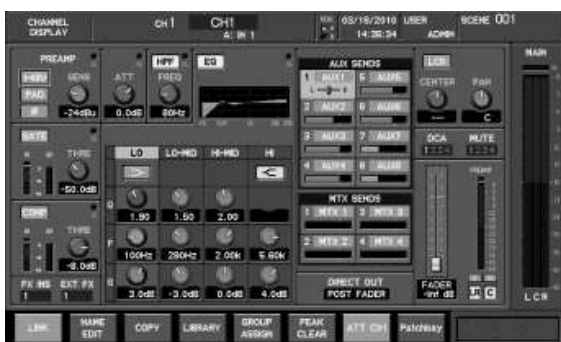 CHANNEL DISPLAY
CH 1 CH1 A: IN 1
03/18/2010 14:36:34
USER ADMIN
SCENE 001
PREAMP
SENS
PAD
-24dBu
ATT
0.0dB
HPF
FREQ
80Hz
EQ
GATE
THRE
-50.0dB
COMP
THRE
-8.0dB
FX INS EXT FX
1 1
LO LO-MID HI-MID HI
Q
1.90 1.50 2.00
F
100Hz 280Hz 2.00k 5.60k
G
3.0dB -3.0dB 0.0dB 4.0dB
AUX SENDS
1 AUX1 5 AUX5
L R
2 AUX2 6 AUX6
3 AUX3 7 AUX7
4 AUX4 8 AUX8
MTX SENDS
1 MTX 1 3 MTX 3
2 MTX 2 4 MTX 4
DIRECT OUT
POST FADER
LCR
CENTER PAN
C
DCA MUTE
1234 1234
FADER
-Inf dB
LR C
MAIN
L C R
LINK
NAME EDIT
COPY
LIBRARY
GROUP ASSIGN
PEAK CLEAR
ATT CH1
Patchbay